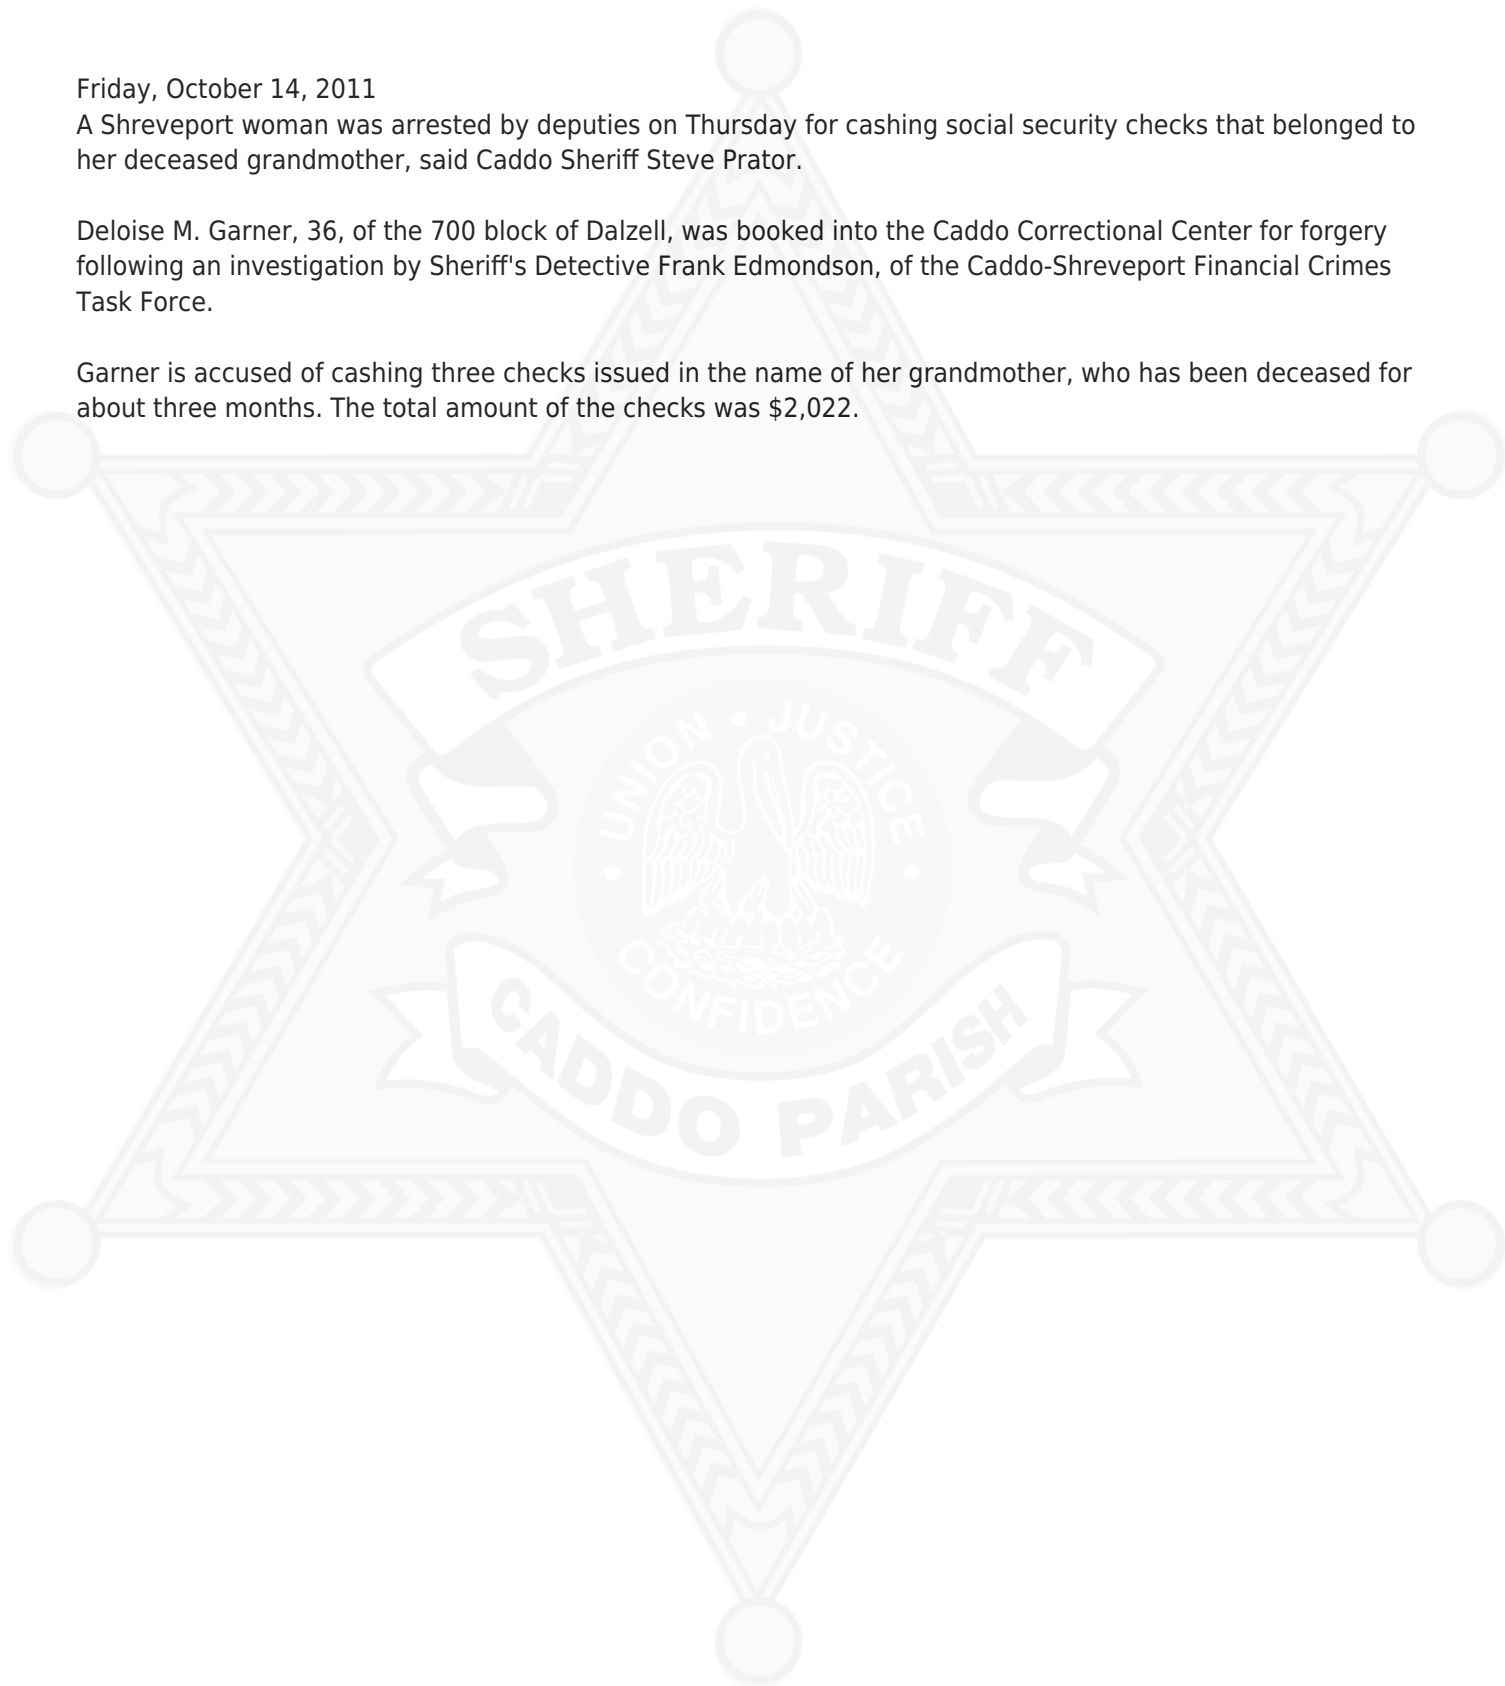 Friday, October 14, 2011
A Shreveport woman was arrested by deputies on Thursday for cashing social security checks that belonged to
her deceased grandmother, said Caddo Sheriff Steve Prator.
Deloise M. Garner, 36, of the 700 block of Dalzell, was booked into the Caddo Correctional Center for forgery
following an investigation by Sheriff's Detective Frank Edmondson, of the Caddo-Shreveport Financial Crimes
Task Force.
Garner is accused of cashing three checks issued in the name of her grandmother, who has been deceased for
about three months. The total amount of the checks was $2,022.
SHERIFF
UNION • JUSTICE
• CONFIDENCE •
CADDO PARISH